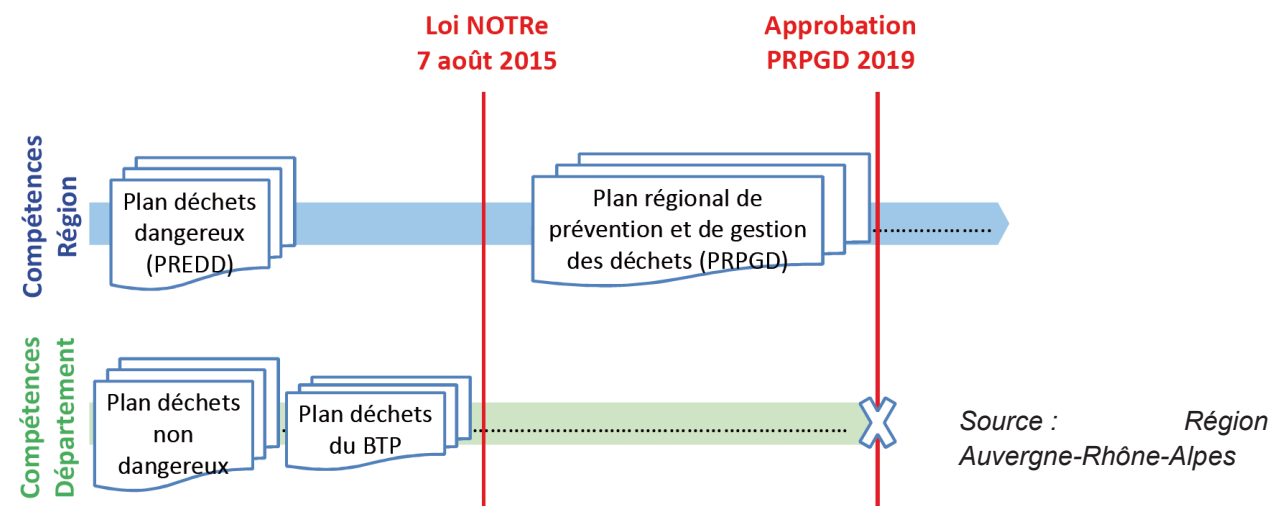 Loi NOTRe
7 août 2015
Approbation
PRPGD 2019
Compétences
Région
Plan déchets
dangereux
(PREDD)
Plan régional de
prévention et de gestion
des déchets (PRPGD)
Compétences
Département
Plan déchets
non
dangereux
Plan déchets
du BTP
Source : Région
Auvergne-Rhône-Alpes